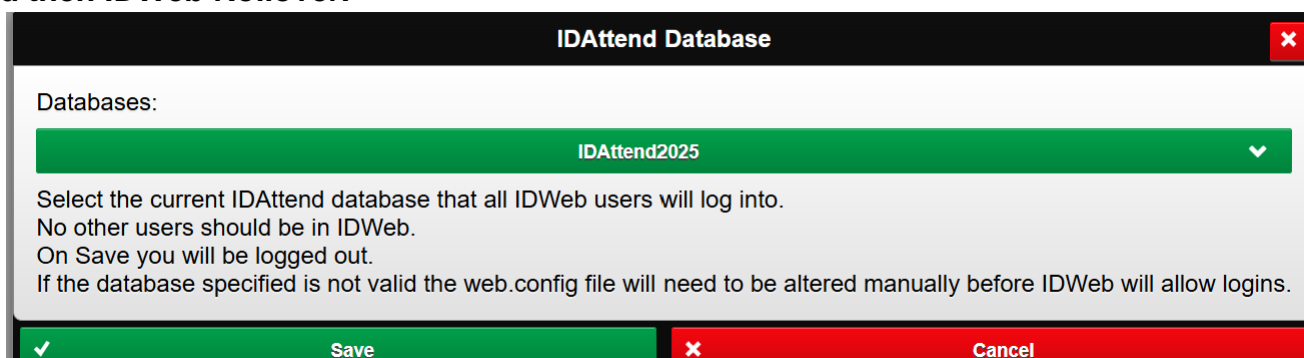 IDAttend Database
Databases:
IDAttend2025
Select the current IDAttend database that all IDWeb users will log into.
No other users should be in IDWeb.
On Save you will be logged out.
If the database specified is not valid the web.config file will need to be altered manually before IDWeb will allow logins.
Save
Cancel